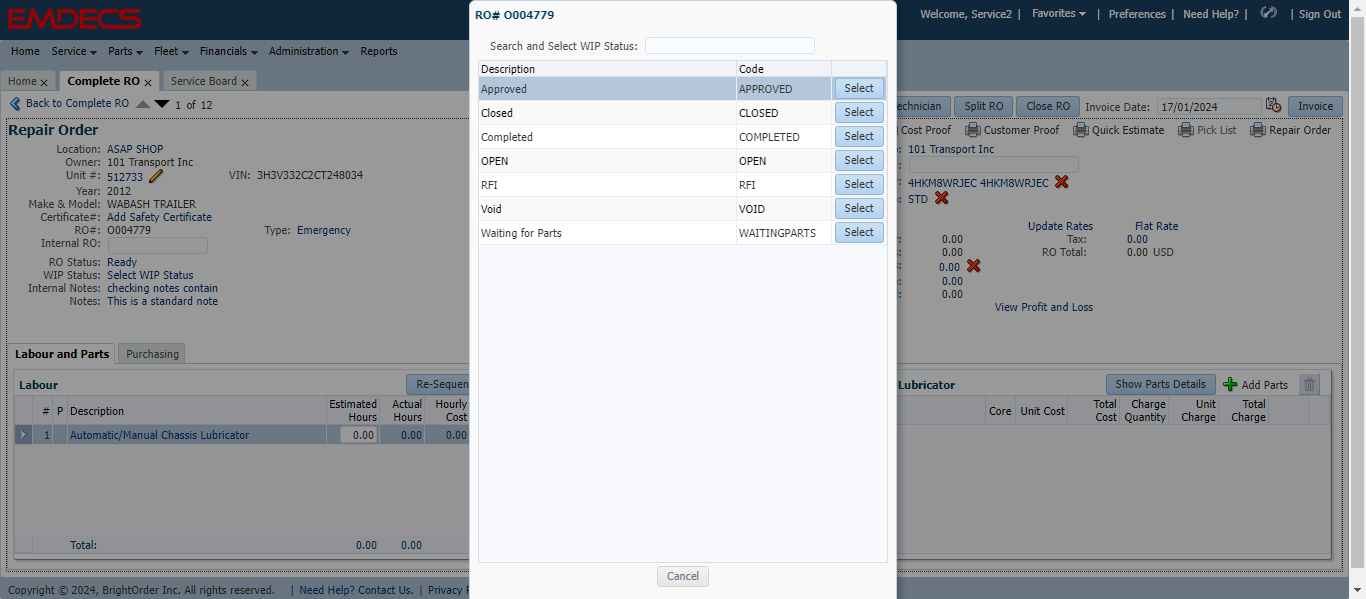 EMDECS
Welcome, Service2 | Favorites | Preferences | Need Help? | | Sign Out
Home Service Parts Fleet Financials Administration Reports
Home x Complete RO x Service Board x
Back to Complete RO 1 of 12
Split RO Close RO Invoice Date: 17/01/2024 Invoice
Cost Proof Customer Proof Quick Estimate Pick List Repair Order
Repair Order
Location: ASAP SHOP
Owner: 101 Transport Inc
Unit #: 512733 VIN: 3H3V332C2CT248034
Year: 2012
Make & Model: WABASH TRAILER
Certificate#: Add Safety Certificate
RO#: O004779 Type: Emergency
Internal RO:
RO Status: Ready
WIP Status: Select WIP Status
Internal Notes: checking notes contain
Notes: This is a standard note
RO# O004779
Search and Select WIP Status:
Description Code
Approved APPROVED Select
Closed CLOSED Select
Completed COMPLETED Select
OPEN OPEN Select
RFI RFI Select
Void VOID Select
Waiting for Parts WAITINGPARTS Select
Cancel
101 Transport Inc
4HKM8WRJEC 4HKM8WRJEC
STD
Update Rates Flat Rate
0.00 Tax: 0.00
0.00 RO Total: 0.00 USD
0.00
0.00
0.00
View Profit and Loss
Labour and Parts Purchasing
Labour
# P Description Estimated Hours Actual Hours Hourly Cost
1 Automatic/Manual Chassis Lubricator 0.00 0.00 0.00
Total: 0.00 0.00
Lubricator Show Parts Details Add Parts
Core Unit Cost Total Cost Charge Quantity Unit Charge Total Charge
Copyright © 2024, BrightOrder Inc. All rights reserved. | Need Help? Contact Us. | Privacy